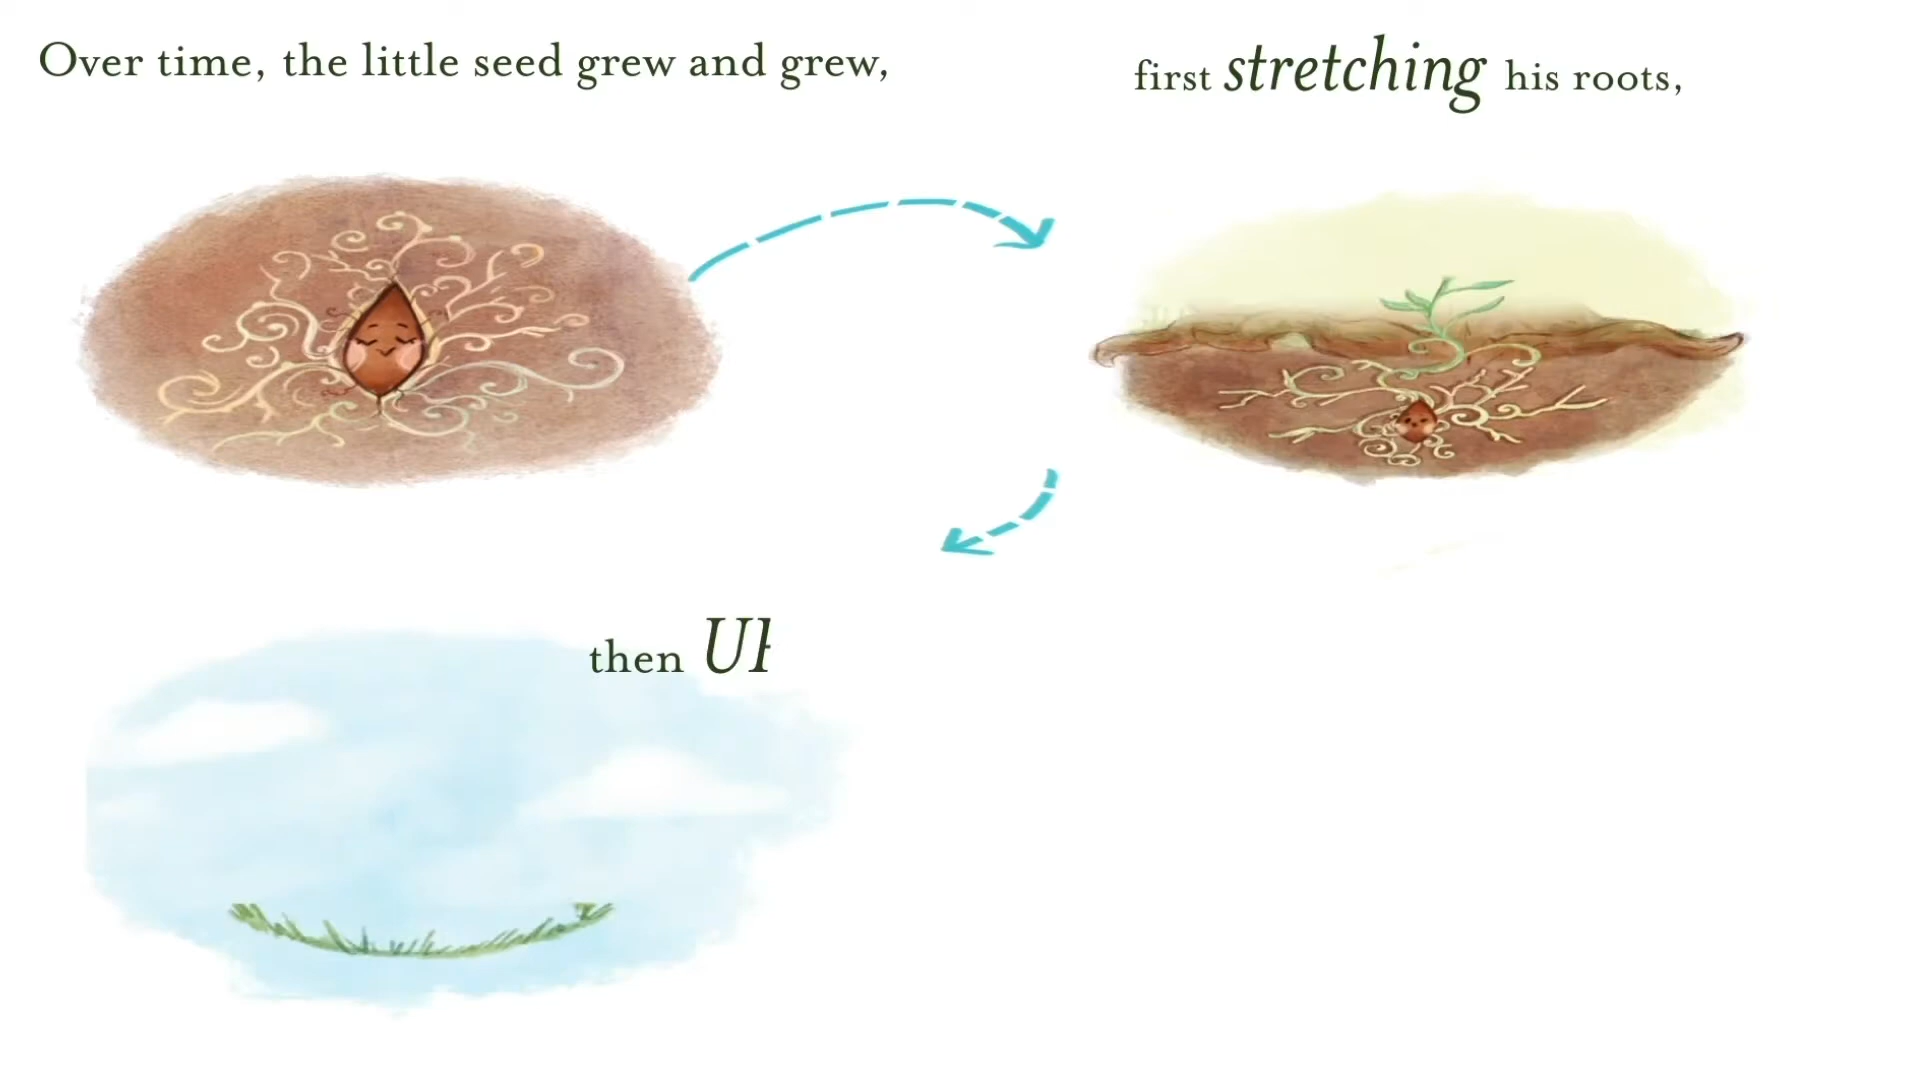 Over time, the little seed grew and grew,
first stretching his roots,
then